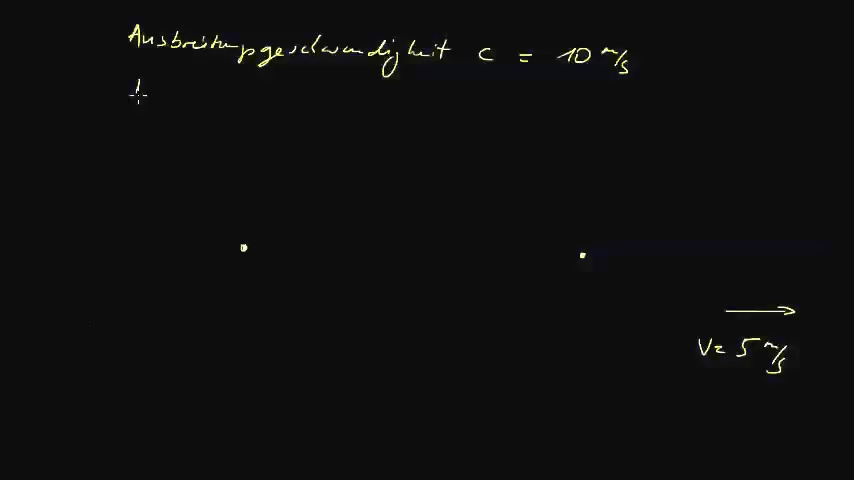 Ausbreitungsgeschwindigkeit c = 10 m/s
v = 5 m/s